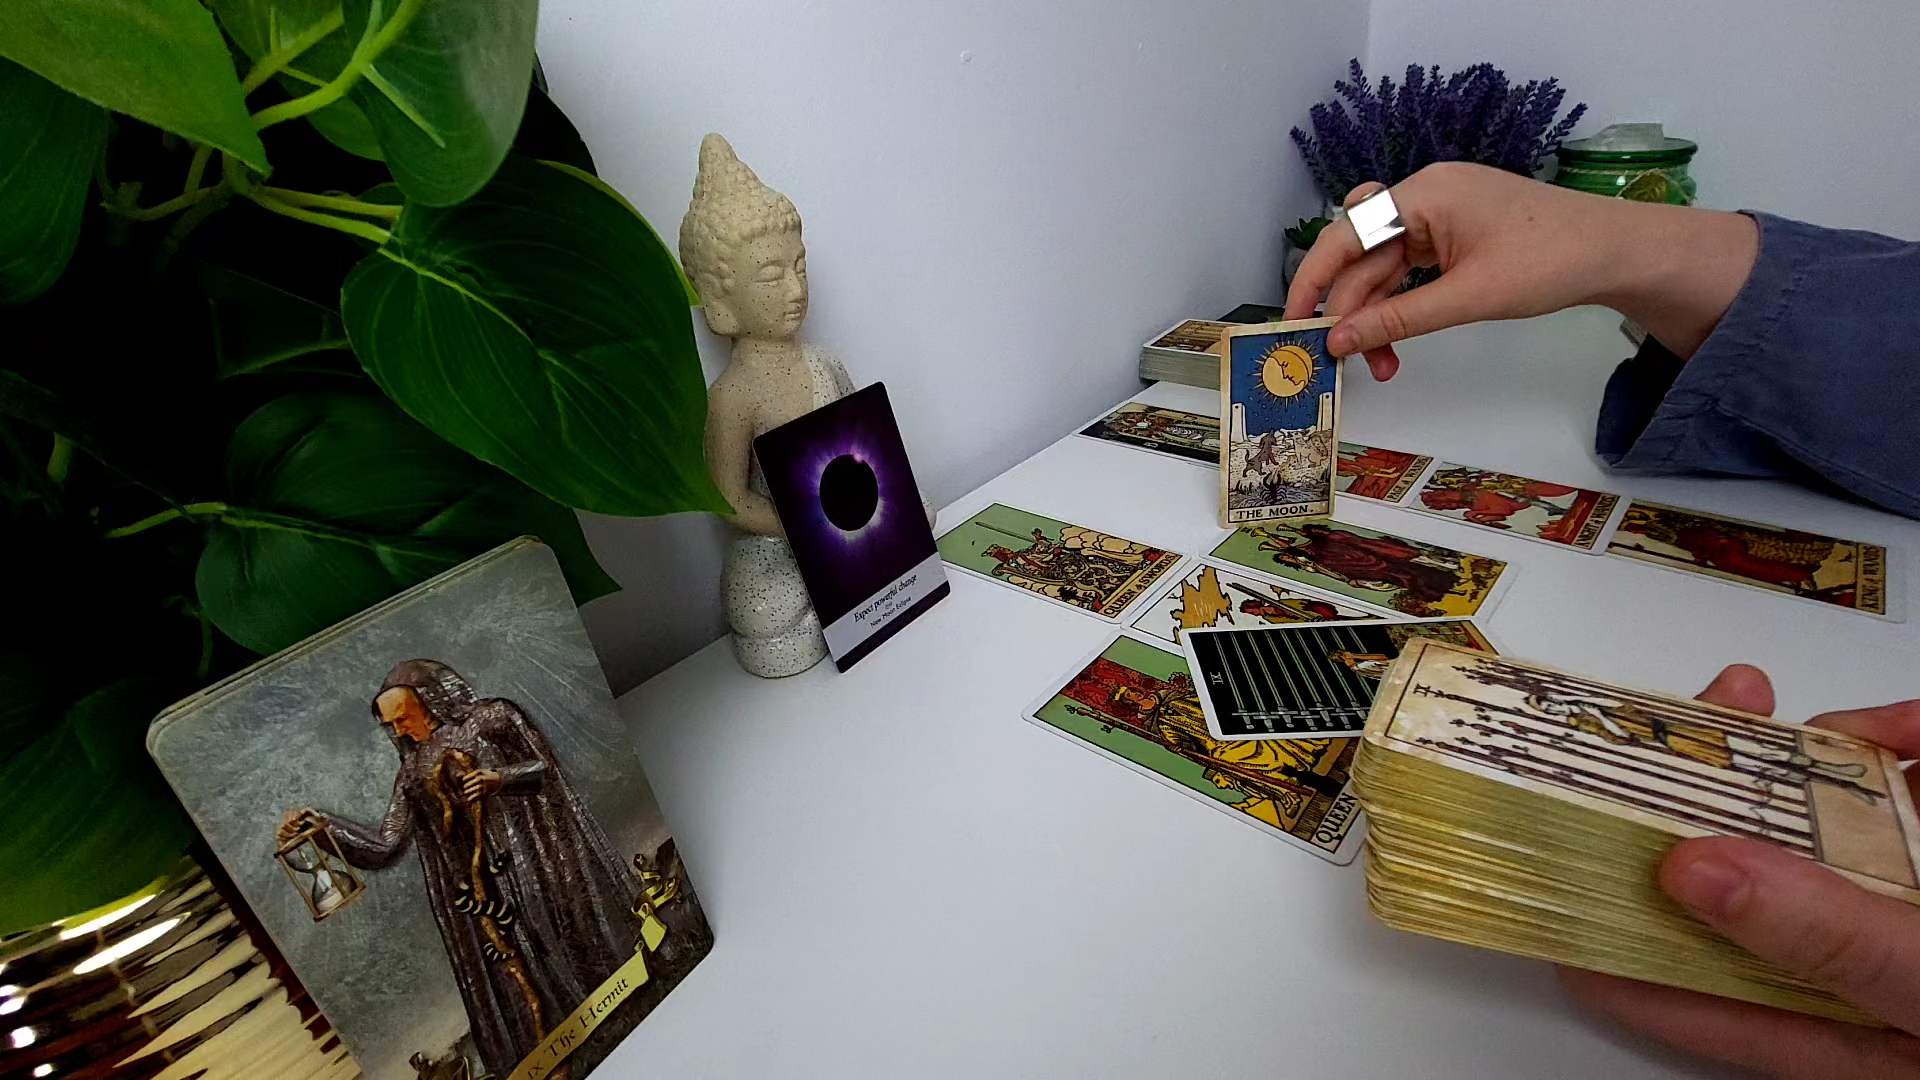 THE MOON.
QUEEN of SWORDS
KNIGHT of WANDS
KING of WANDS
Expect powerful change
New Moon Eclipse
IX
IX
QUEEN
IX The Hermit